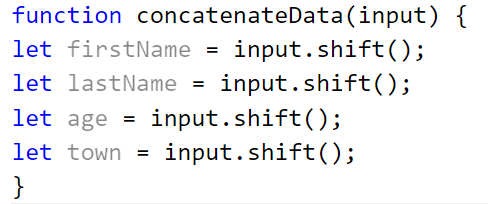 function concatenateData(input) {
let firstName = input.shift();
let lastName = input.shift();
let age = input.shift();
let town = input.shift();
}